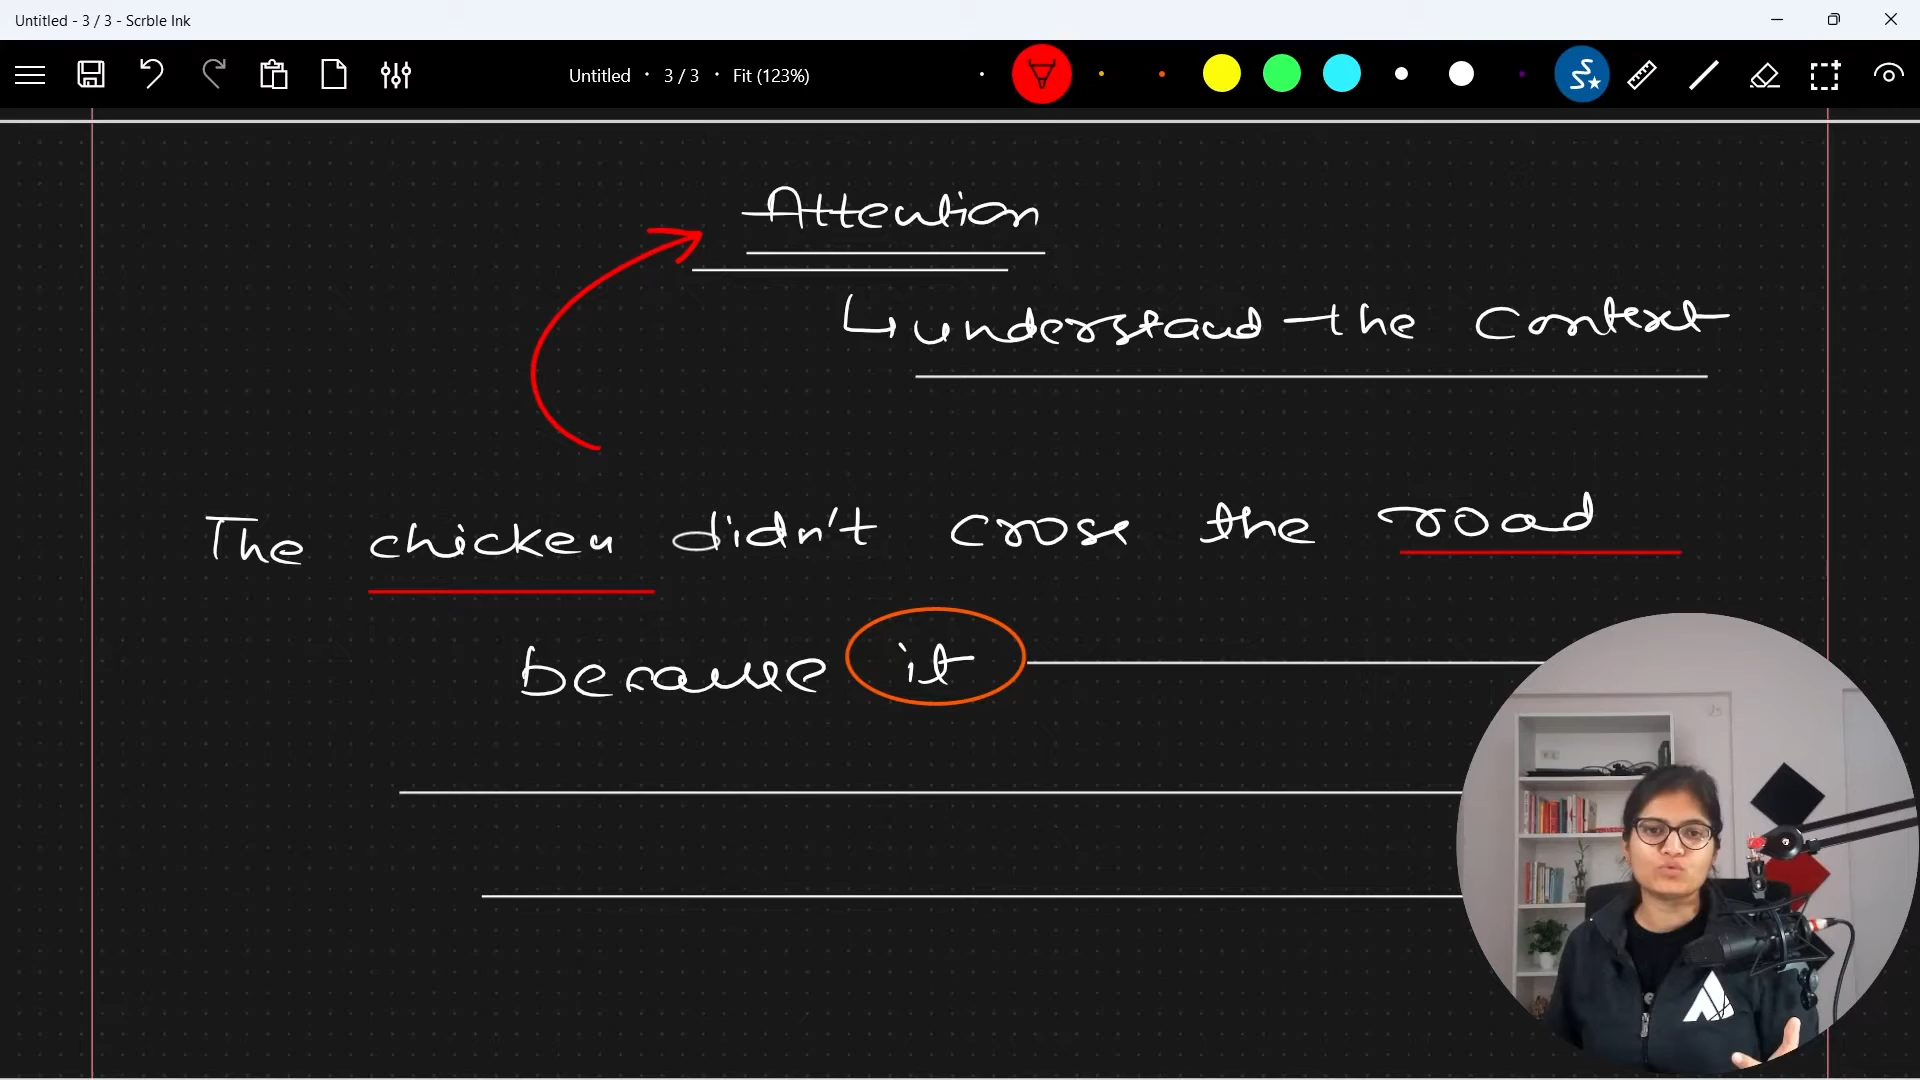 Untitled - 3 / 3 - Scrble Ink
Untitled • 3 / 3 • Fit (123%)
Attention
↳ understand the context
The chicken didn't cross the road
because it